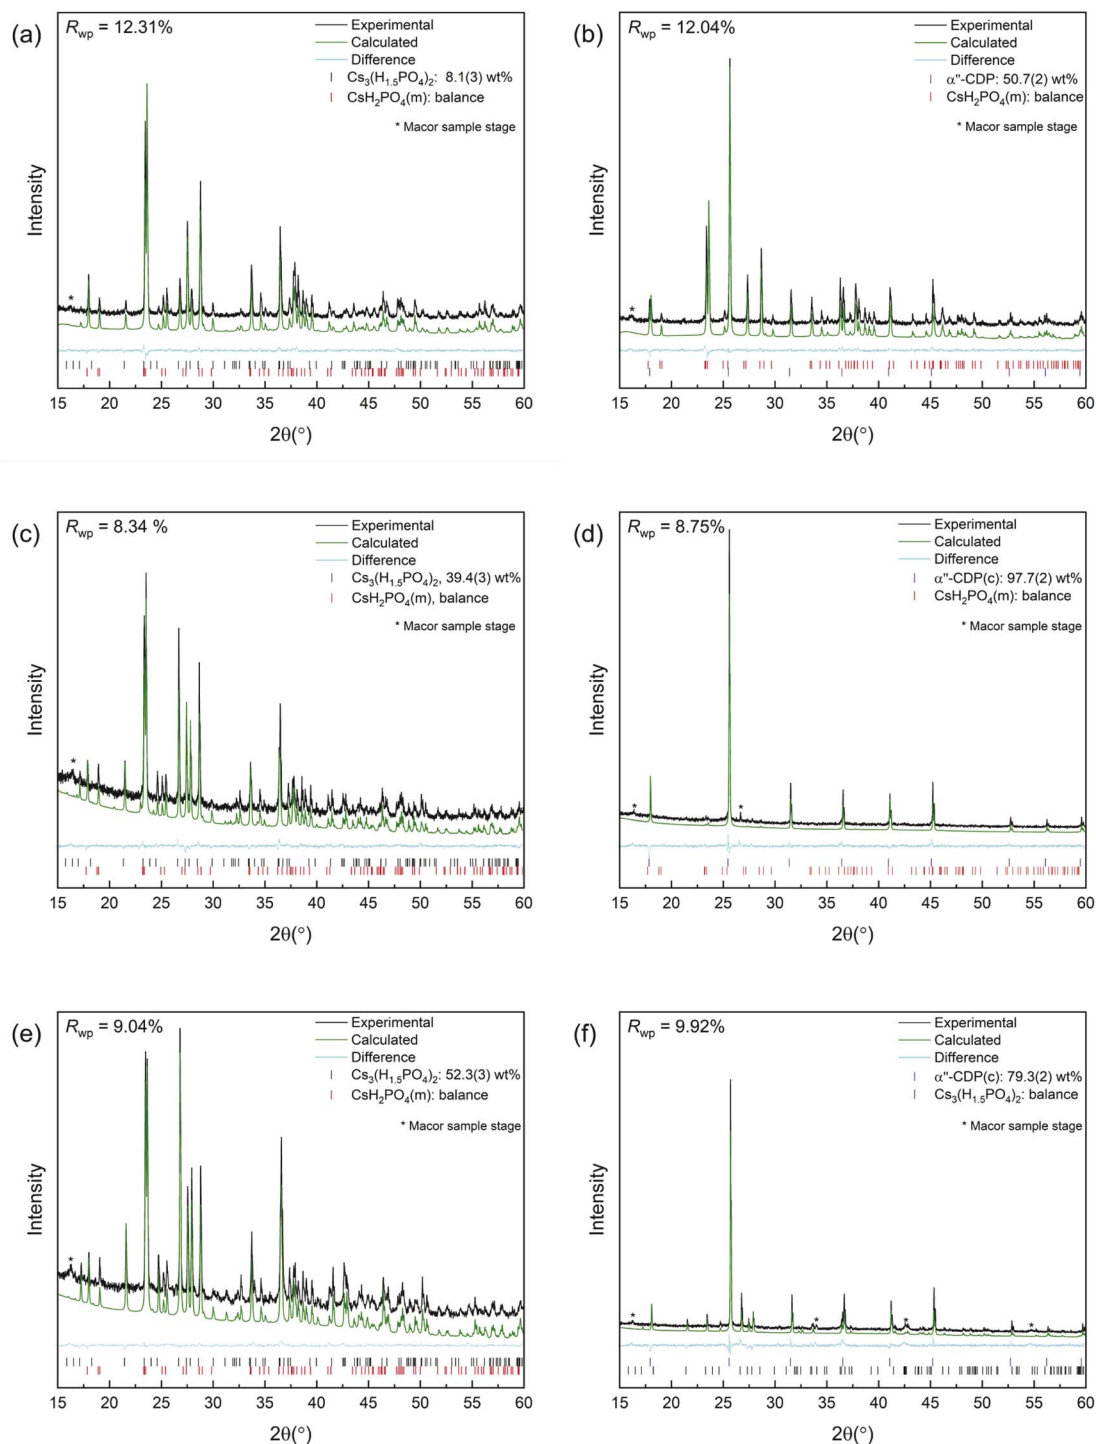 (a)
R_wp = 12.31%
Experimental
Calculated
Difference
Cs₃(H₁.₅PO₄)₂: 8.1(3) wt%
CsH₂PO₄(m): balance
* Macor sample stage
*
Intensity
15 20 25 30 35 40 45 50 55 60
2θ(°)
(b)
R_wp = 12.04%
Experimental
Calculated
Difference
α"-CDP: 50.7(2) wt%
CsH₂PO₄(m): balance
* Macor sample stage
*
Intensity
15 20 25 30 35 40 45 50 55 60
2θ(°)
(c)
R_wp = 8.34 %
Experimental
Calculated
Difference
Cs₃(H₁.₅PO₄)₂, 39.4(3) wt%
CsH₂PO₄(m), balance
* Macor sample stage
*
Intensity
15 20 25 30 35 40 45 50 55 60
2θ(°)
(d)
R_wp = 8.75%
Experimental
Calculated
Difference
α"-CDP(c): 97.7(2) wt%
CsH₂PO₄(m): balance
* Macor sample stage
* *
Intensity
15 20 25 30 35 40 45 50 55 60
2θ(°)
(e)
R_wp = 9.04%
Experimental
Calculated
Difference
Cs₃(H₁.₅PO₄)₂: 52.3(3) wt%
CsH₂PO₄(m): balance
* Macor sample stage
*
Intensity
15 20 25 30 35 40 45 50 55 60
2θ(°)
(f)
R_wp = 9.92%
Experimental
Calculated
Difference
α"-CDP(c): 79.3(2) wt%
Cs₃(H₁.₅PO₄)₂: balance
* Macor sample stage
* * * *
Intensity
15 20 25 30 35 40 45 50 55 60
2θ(°)